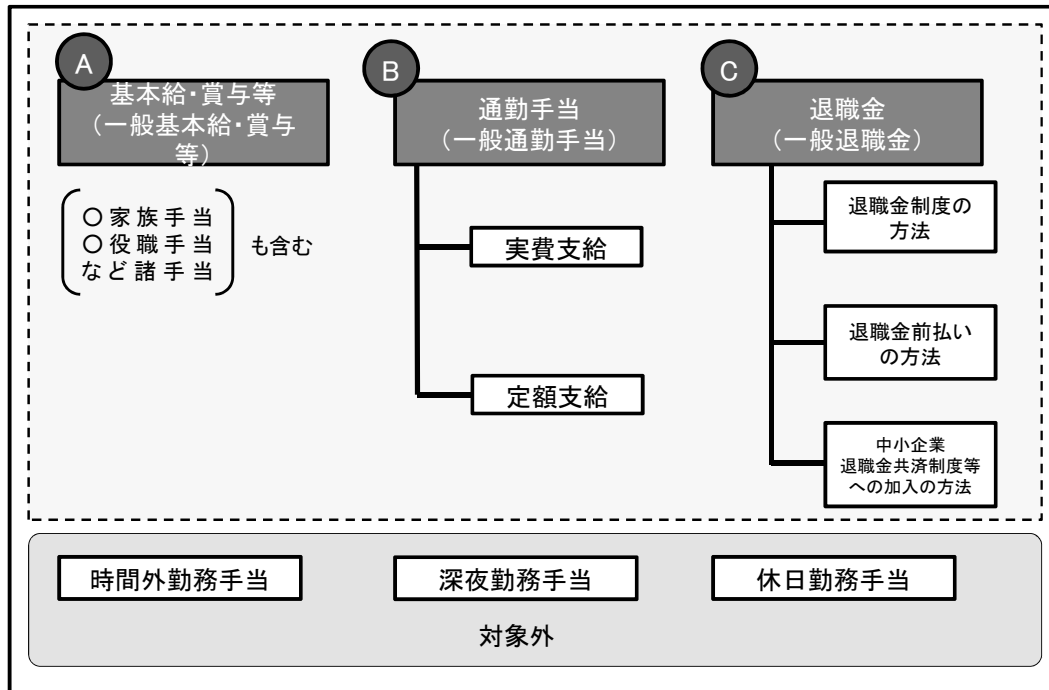 A
基本給・賞与等
（一般基本給・賞与
等）
〇家族手当
〇役職手当
など諸手当
も含む
B
通勤手当
（一般通勤手当）
実費支給
定額支給
C
退職金
（一般退職金）
退職金制度の
方法
退職金前払い
の方法
中小企業
退職金共済制度等
への加入の方法
時間外勤務手当
深夜勤務手当
休日勤務手当
対象外